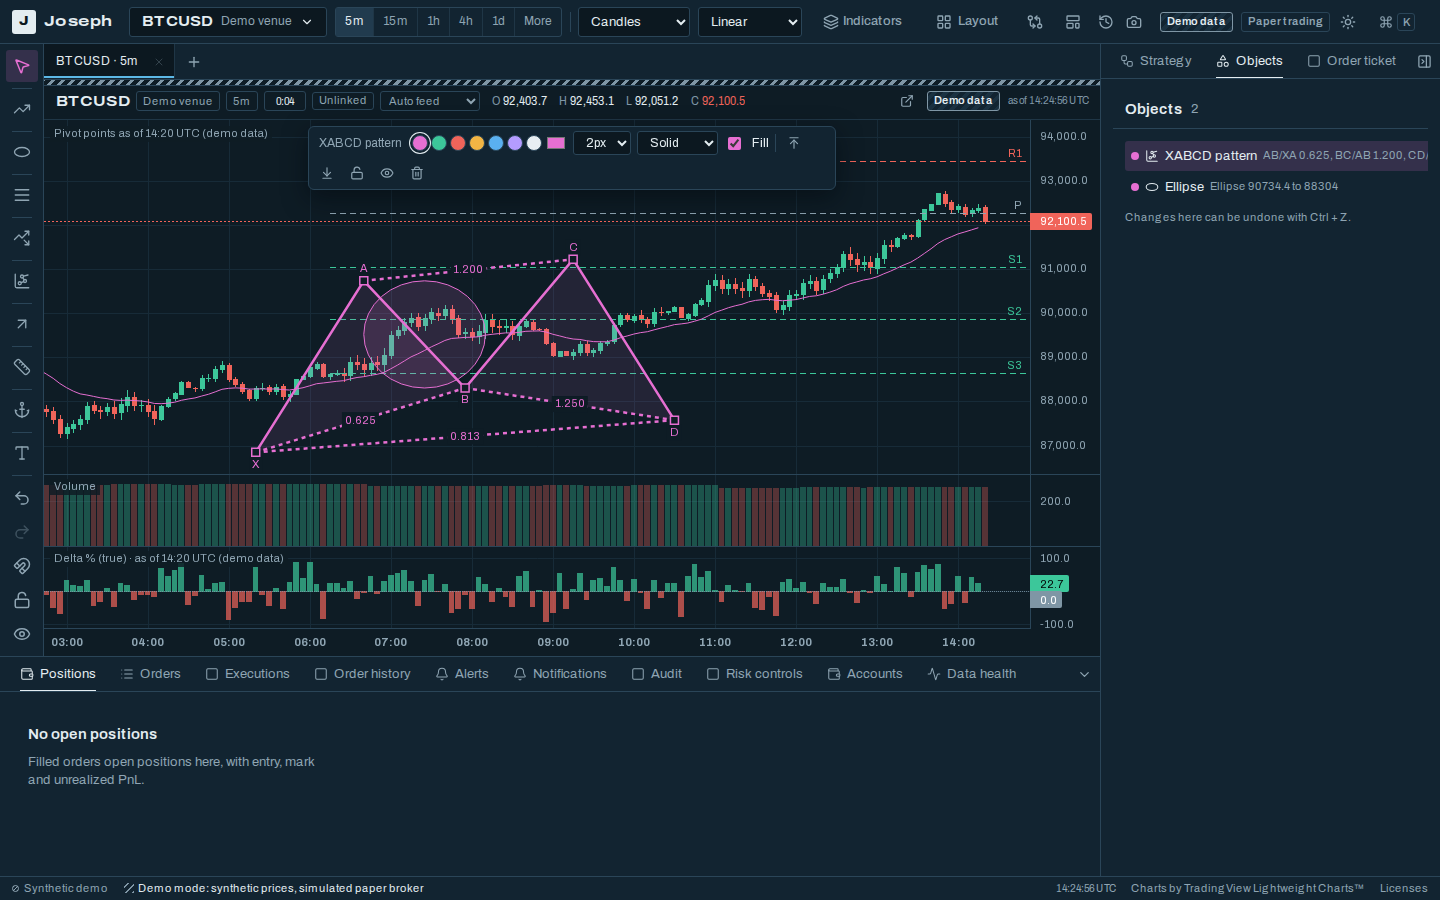 J Joseph BTCUSD Demo venue 5m 15m 1h 4h 1d More Candles Linear Indicators Layout Demo data Paper trading ⌘ K
BTCUSD · 5m
Strategy Objects Order ticket
BTCUSD Demo venue 5m 0:04 Unlinked Auto feed O 92,403.7 H 92,453.1 L 92,051.2 C 92,100.5 Demo data as of 14:24:56 UTC
Objects 2
XABCD pattern AB/XA 0.625, BC/AB 1.200, CD/
Ellipse Ellipse 90734.4 to 88304
Changes here can be undone with Ctrl + Z.
Pivot points as of 14:20 UTC (demo data)
XABCD pattern 2px Solid Fill
94,000.0
R1
93,000.0
P
92,100.5
C
S1
A
1.200
91,000.0
S2
90,000.0
S3
89,000.0
B
1.250
88,000.0
0.625
D
0.813
87,000.0
X
Volume
200.0
Delta % (true) · as of 14:20 UTC (demo data)
100.0
22.7
0.0
-100.0
03:00 04:00 05:00 06:00 07:00 08:00 09:00 10:00 11:00 12:00 13:00 14:00
Positions Orders Executions Order history Alerts Notifications Audit Risk controls Accounts Data health
No open positions
Filled orders open positions here, with entry, mark
and unrealized PnL.
Synthetic demo Demo mode: synthetic prices, simulated paper broker 14:24:56 UTC Charts by TradingView Lightweight Charts™ Licenses